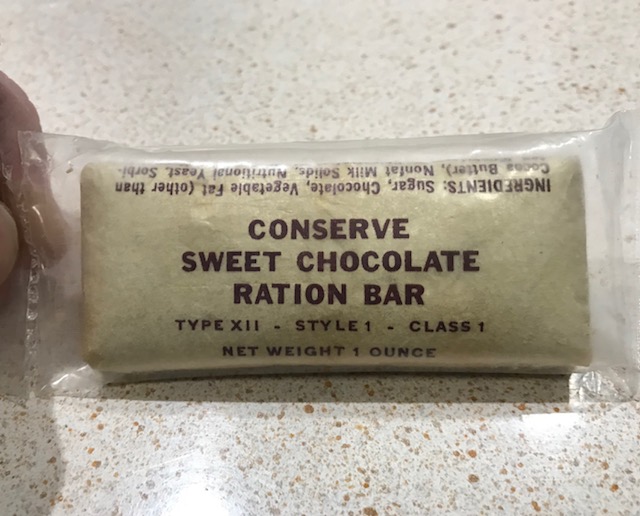 INGREDIENTS: Sugar, Chocolate, Vegetable Fat (other than
Cocoa Butter), Nonfat Milk Solids, Nutritional Yeast, Sorbi-
CONSERVE
SWEET CHOCOLATE
RATION BAR
TYPE XII - STYLE 1 - CLASS 1
NET WEIGHT 1 OUNCE